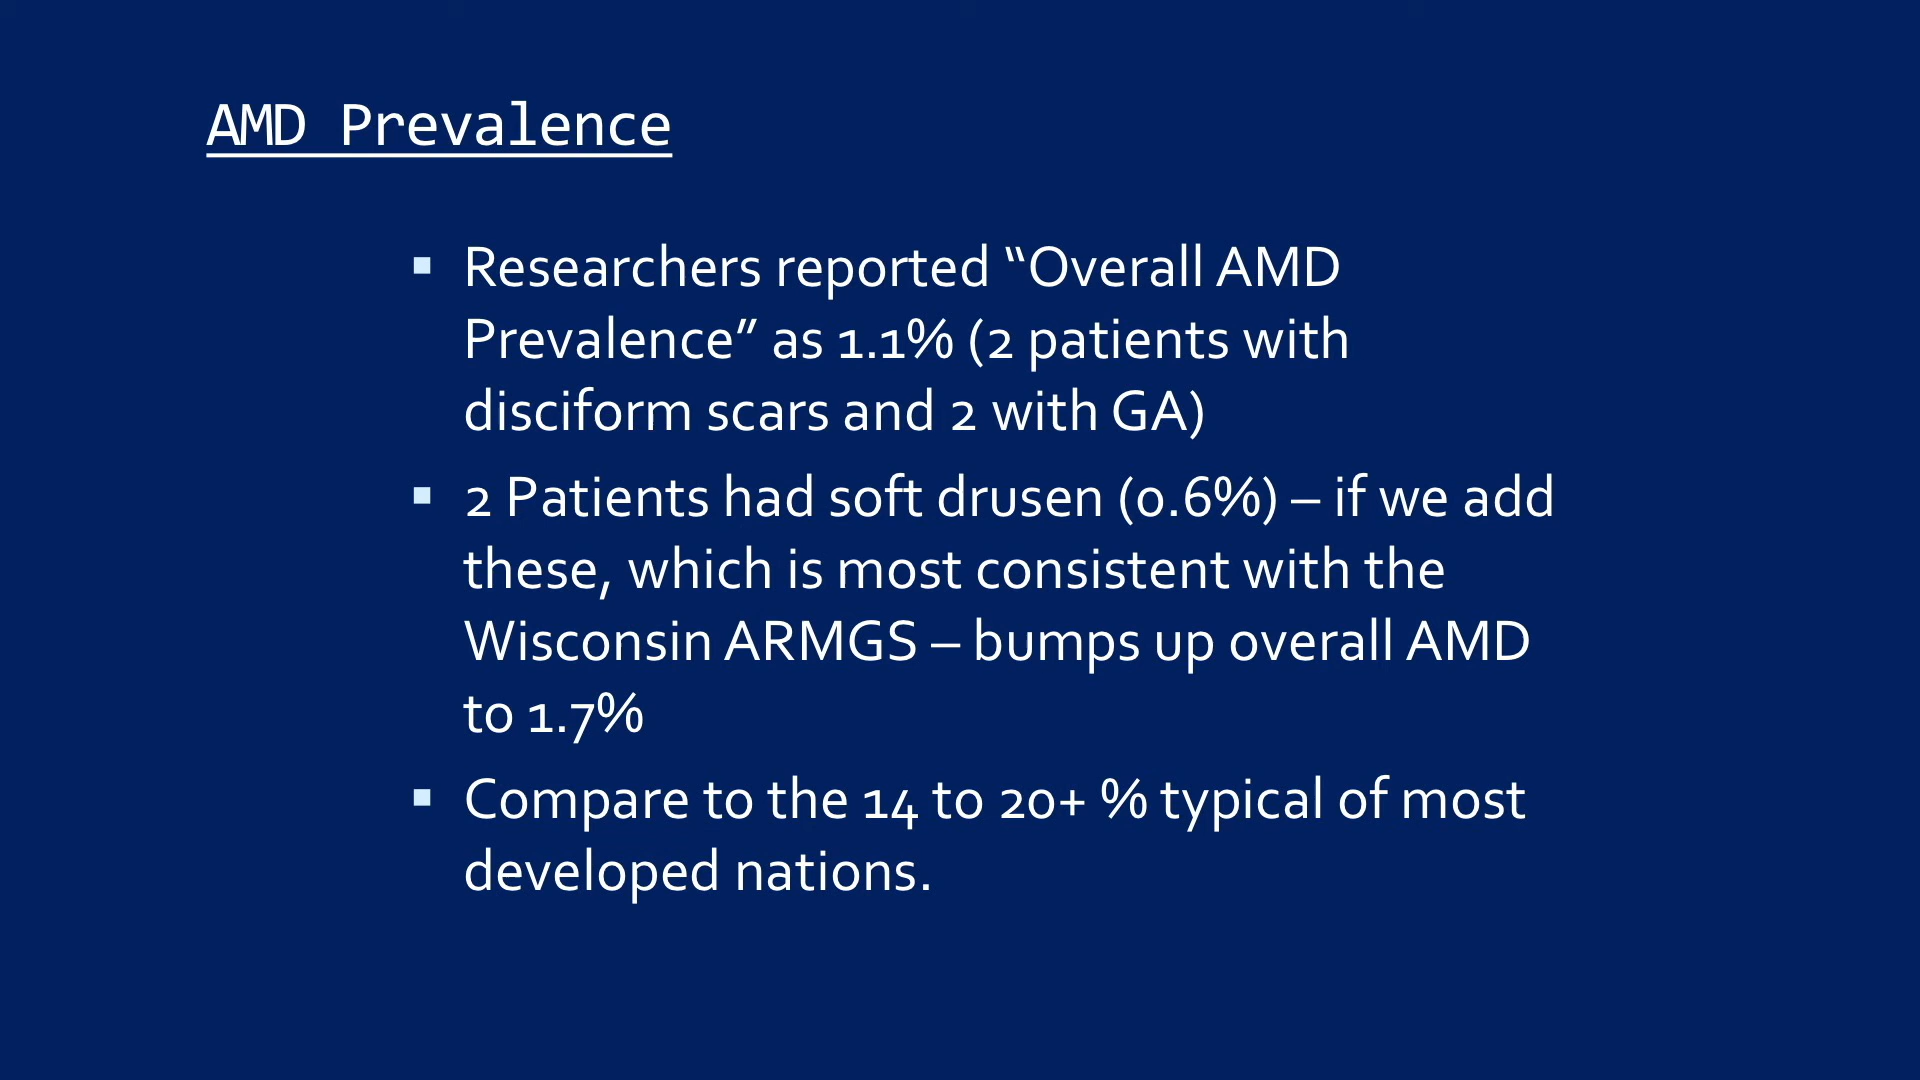 AMD Prevalence
▪ Researchers reported “Overall AMD
Prevalence” as 1.1% (2 patients with
disciform scars and 2 with GA)
▪ 2 Patients had soft drusen (0.6%) – if we add
these, which is most consistent with the
Wisconsin ARMGS – bumps up overall AMD
to 1.7%
▪ Compare to the 14 to 20+ % typical of most
developed nations.